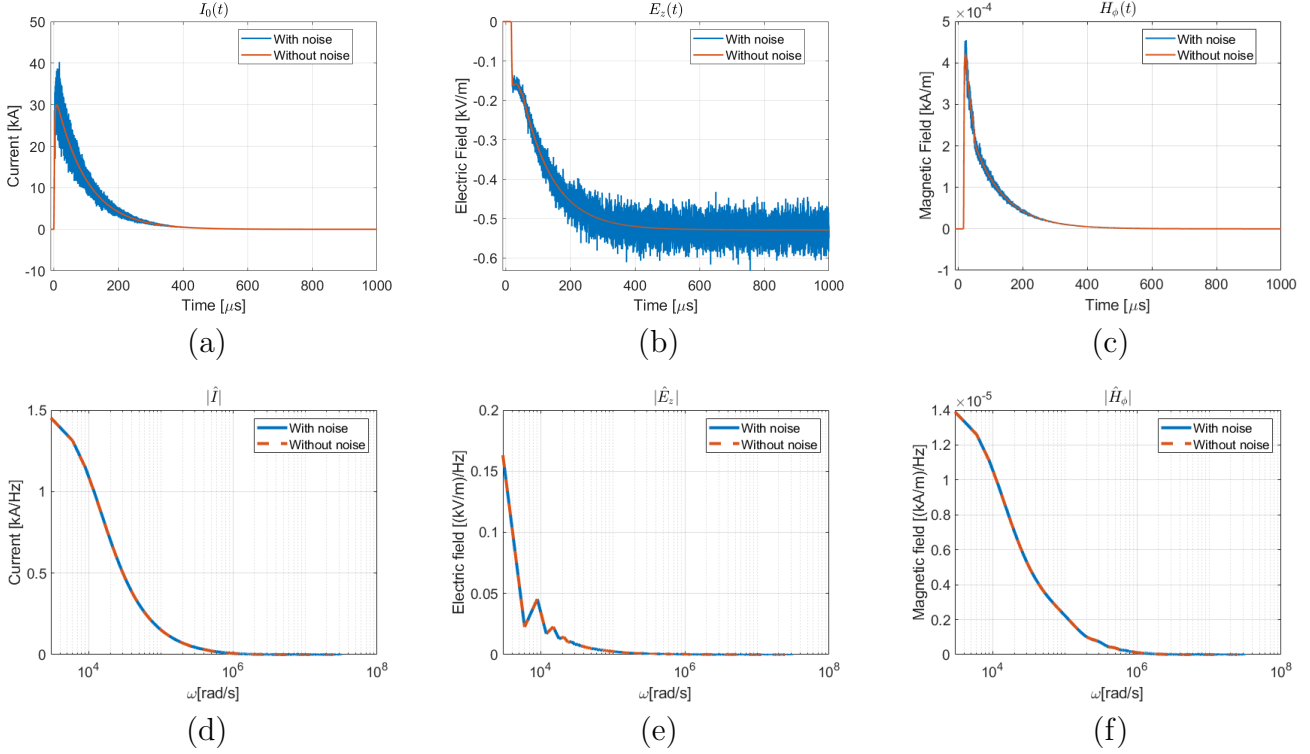 I_0(t)
50
40
30
20
10
0
-10
Current [kA]
With noise
Without noise
0 200 400 600 800 1000
Time [μs]
(a)
E_z(t)
0
-0.1
-0.2
-0.3
-0.4
-0.5
-0.6
Electric Field [kV/m]
With noise
Without noise
0 200 400 600 800 1000
Time [μs]
(b)
H_ϕ(t)
×10^-4
5
4
3
2
1
0
-1
Magnetic Field [kA/m]
With noise
Without noise
0 200 400 600 800 1000
Time [μs]
(c)
|Î|
1.5
1
0.5
0
Current [kA/Hz]
With noise
Without noise
10^4 10^6 10^8
ω[rad/s]
(d)
|Ê_z|
0.2
0.15
0.1
0.05
0
Electric field [(kV/m)/Hz]
With noise
Without noise
10^4 10^6 10^8
ω[rad/s]
(e)
|Ĥ_ϕ|
×10^-5
1.4
1.2
1
0.8
0.6
0.4
0.2
0
Magnetic field [(kA/m)/Hz]
With noise
Without noise
10^4 10^6 10^8
ω[rad/s]
(f)